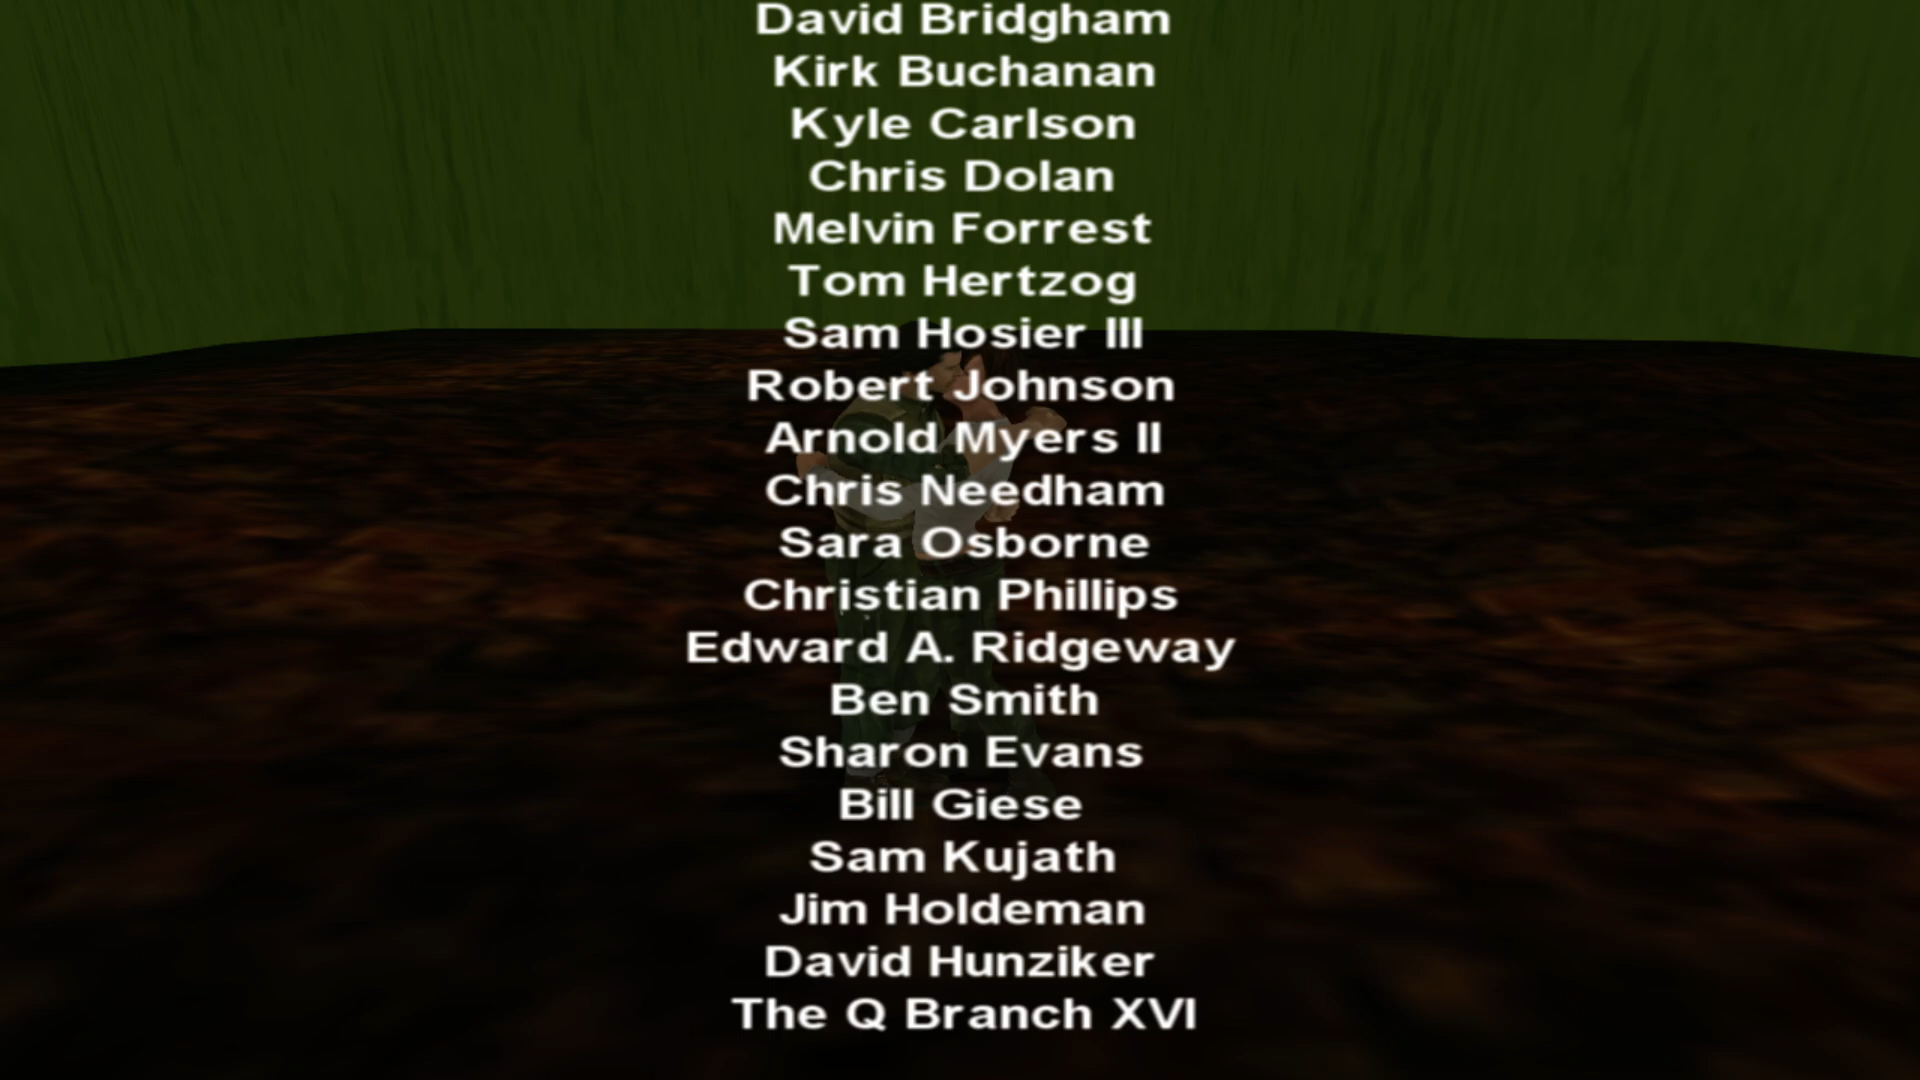 David Bridgham
Kirk Buchanan
Kyle Carlson
Chris Dolan
Melvin Forrest
Tom Hertzog
Sam Hosier III
Robert Johnson
Arnold Myers II
Chris Needham
Sara Osborne
Christian Phillips
Edward A. Ridgeway
Ben Smith
Sharon Evans
Bill Giese
Sam Kujath
Jim Holdeman
David Hunziker
The Q Branch XVI